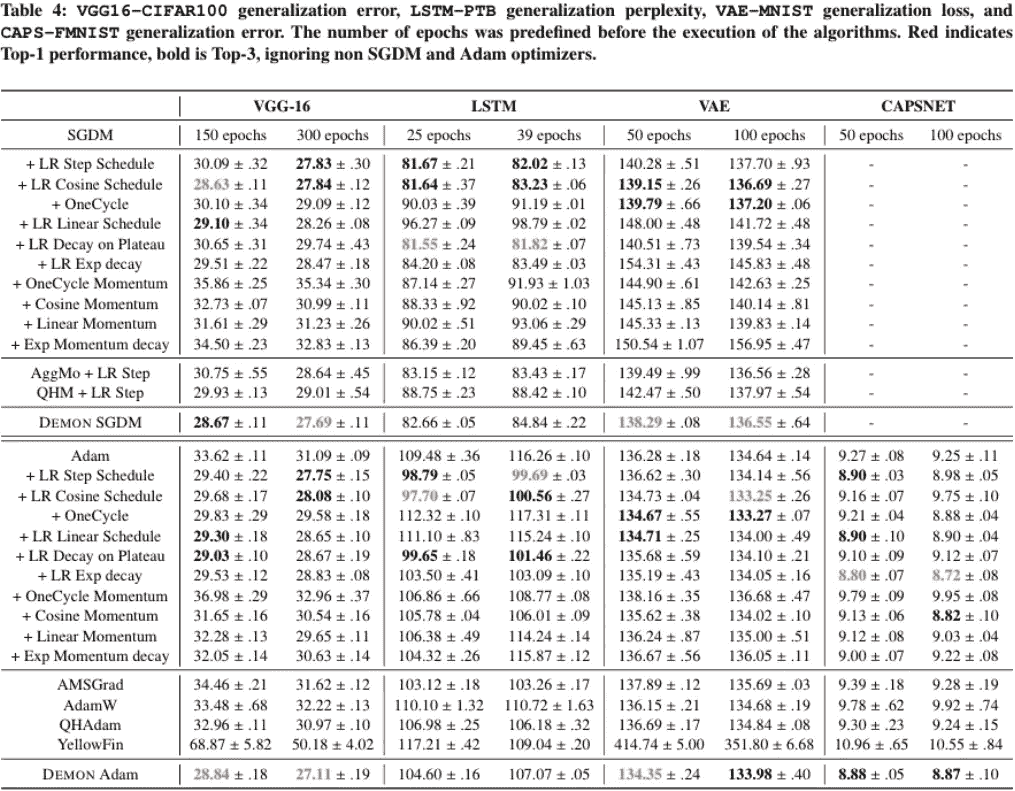 Table 4: VGG16-CIFAR100 generalization error, LSTM-PTB generalization perplexity, VAE-MNIST generalization loss, and
CAPS-FMNIST generalization error. The number of epochs was predefined before the execution of the algorithms. Red indicates
Top-1 performance, bold is Top-3, ignoring non SGDM and Adam optimizers.
VGG-16 LSTM VAE CAPSNET
SGDM 150 epochs 300 epochs 25 epochs 39 epochs 50 epochs 100 epochs 50 epochs 100 epochs
+ LR Step Schedule 30.09 ± .32 27.83 ± .30 81.67 ± .21 82.02 ± .13 140.28 ± .51 137.70 ± .93 - -
+ LR Cosine Schedule 28.63 ± .11 27.84 ± .12 81.64 ± .37 83.23 ± .06 139.15 ± .26 136.69 ± .27 - -
+ OneCycle 30.10 ± .34 29.09 ± .12 90.03 ± .39 91.19 ± .01 139.79 ± .66 137.20 ± .06 - -
+ LR Linear Schedule 29.10 ± .34 28.26 ± .08 96.27 ± .09 98.79 ± .02 148.00 ± .48 141.72 ± .48 - -
+ LR Decay on Plateau 30.65 ± .31 29.74 ± .43 81.55 ± .24 81.82 ± .07 140.51 ± .73 139.54 ± .34 - -
+ LR Exp decay 29.51 ± .22 28.47 ± .18 84.20 ± .08 83.49 ± .03 154.31 ± .43 145.83 ± .48 - -
+ OneCycle Momentum 35.86 ± .25 35.34 ± .30 87.14 ± .27 91.93 ± 1.03 144.90 ± .61 142.63 ± .25 - -
+ Cosine Momentum 32.73 ± .07 30.99 ± .11 88.33 ± .92 90.02 ± .10 145.13 ± .85 140.14 ± .81 - -
+ Linear Momentum 31.61 ± .29 31.23 ± .26 90.02 ± .51 93.06 ± .29 145.33 ± .13 139.83 ± .14 - -
+ Exp Momentum decay 34.50 ± .23 32.83 ± .13 86.39 ± .20 89.45 ± .63 150.54 ± 1.07 156.95 ± .47 - -
AggMo + LR Step 30.75 ± .55 28.64 ± .45 83.15 ± .12 83.43 ± .17 139.49 ± .99 136.56 ± .28 - -
QHM + LR Step 29.93 ± .13 29.01 ± .54 88.75 ± .23 88.42 ± .10 142.47 ± .50 137.97 ± .54 - -
DEMON SGDM 28.67 ± .11 27.69 ± .11 82.66 ± .05 84.84 ± .22 138.29 ± .08 136.55 ± .64 - -
Adam 33.62 ± .11 31.09 ± .09 109.48 ± .36 116.26 ± .10 136.28 ± .18 134.64 ± .14 9.27 ± .08 9.25 ± .11
+ LR Step Schedule 29.40 ± .22 27.75 ± .15 98.79 ± .05 99.69 ± .03 136.62 ± .30 134.14 ± .56 8.90 ± .03 8.98 ± .05
+ LR Cosine Schedule 29.68 ± .17 28.08 ± .10 97.70 ± .07 100.56 ± .27 134.73 ± .04 133.25 ± .26 9.16 ± .07 9.75 ± .10
+ OneCycle 29.83 ± .29 29.58 ± .18 112.32 ± .10 117.31 ± .11 134.67 ± .55 133.27 ± .07 9.21 ± .04 8.88 ± .04
+ LR Linear Schedule 29.30 ± .18 28.65 ± .10 111.10 ± .83 115.24 ± .10 134.71 ± .25 134.00 ± .49 8.90 ± .10 8.90 ± .04
+ LR Decay on Plateau 29.03 ± .10 28.67 ± .19 99.65 ± .18 101.46 ± .22 135.68 ± .59 134.10 ± .21 9.10 ± .09 9.12 ± .07
+ LR Exp decay 29.53 ± .12 28.83 ± .08 103.50 ± .41 103.09 ± .10 135.19 ± .43 134.05 ± .16 8.80 ± .07 8.72 ± .08
+ OneCycle Momentum 36.98 ± .29 32.96 ± .37 106.86 ± .66 108.77 ± .08 138.16 ± .35 136.68 ± .47 9.79 ± .09 9.95 ± .08
+ Cosine Momentum 31.65 ± .16 30.54 ± .16 105.78 ± .04 106.01 ± .09 135.62 ± .38 134.02 ± .10 9.13 ± .06 8.82 ± .10
+ Linear Momentum 32.28 ± .13 29.65 ± .11 106.38 ± .49 114.24 ± .14 136.24 ± .87 135.00 ± .51 9.12 ± .08 9.03 ± .04
+ Exp Momentum decay 32.05 ± .14 30.63 ± .14 104.32 ± .26 115.87 ± .12 136.67 ± .56 136.05 ± .11 9.00 ± .07 9.22 ± .08
AMSGrad 34.46 ± .21 31.62 ± .12 103.12 ± .18 103.26 ± .17 137.89 ± .12 135.69 ± .03 9.39 ± .18 9.28 ± .19
AdamW 33.48 ± .68 32.22 ± .13 110.10 ± 1.32 110.72 ± 1.63 136.15 ± .21 134.68 ± .19 9.78 ± .62 9.92 ± .74
QHAdam 32.96 ± .11 30.97 ± .10 106.98 ± .25 106.18 ± .32 136.69 ± .17 134.84 ± .08 9.30 ± .23 9.24 ± .15
YellowFin 68.87 ± 5.82 50.18 ± 4.02 117.21 ± .42 109.04 ± .20 414.74 ± 5.00 351.80 ± 6.68 10.96 ± .65 10.55 ± .84
DEMON Adam 28.84 ± .18 27.11 ± .19 104.60 ± .16 107.07 ± .05 134.35 ± .24 133.98 ± .40 8.88 ± .05 8.87 ± .10